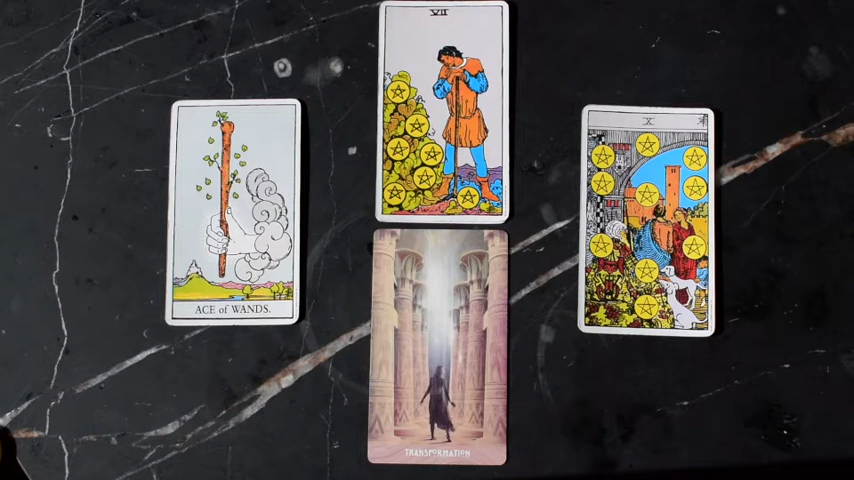 VII
ACE of WANDS.
X
TRANSFORMATION